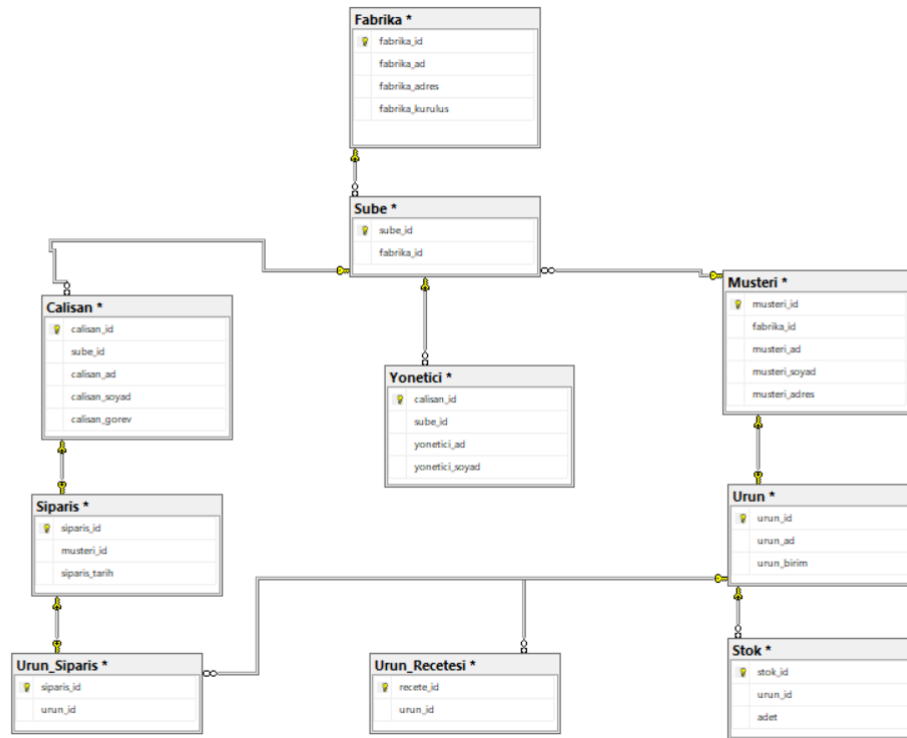 Fabrika *
fabrika_id
fabrika_ad
fabrika_adres
fabrika_kurulus
Sube *
sube_id
fabrika_id
Calisan *
calisan_id
sube_id
calisan_ad
calisan_soyad
calisan_gorev
Yonetici *
calisan_id
sube_id
yonetici_ad
yonetici_soyad
Musteri *
musteri_id
fabrika_id
musteri_ad
musteri_soyad
musteri_adres
Siparis *
siparis_id
musteri_id
siparis_tarih
Urun *
urun_id
urun_ad
urun_birim
Urun_Siparis *
siparis_id
urun_id
Urun_Recetesi *
recete_id
urun_id
Stok *
stok_id
urun_id
adet